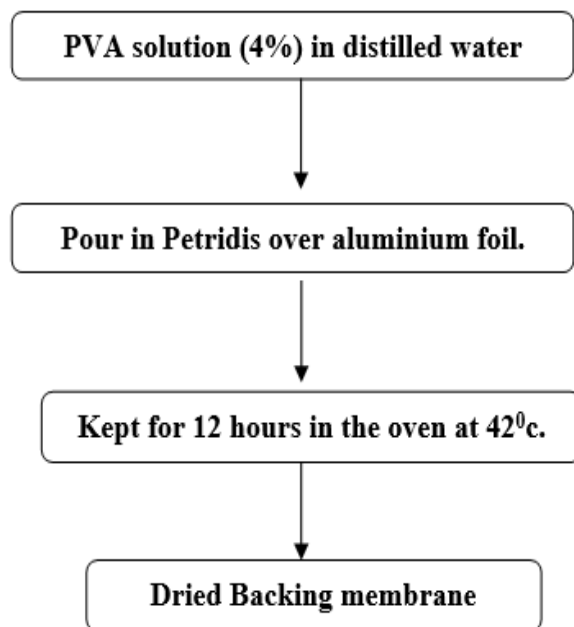 PVA solution (4%) in distilled water
Pour in Petridis over aluminium foil.
Kept for 12 hours in the oven at 42⁰c.
Dried Backing membrane